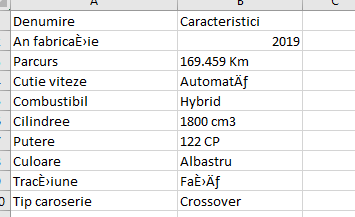 A B C
Denumire Caracteristici
An fabricaÈ›ie 2019
Parcurs 169.459 Km
Cutie viteze AutomatÄƒ
Combustibil Hybrid
Cilindree 1800 cm3
Putere 122 CP
Culoare Albastru
TracÈ›iune FaÈ›Äƒ
Tip caroserie Crossover